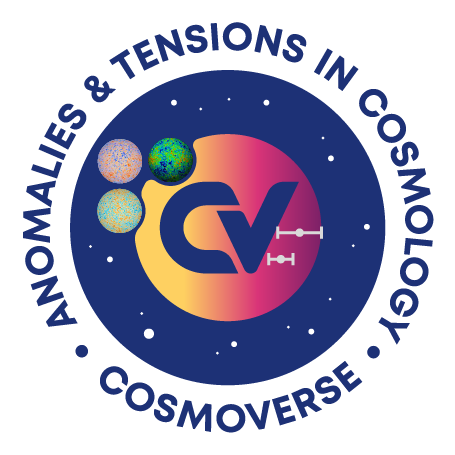 ANOMALIES & TENSIONS IN COSMOLOGY
CV
• COSMOVERSE •